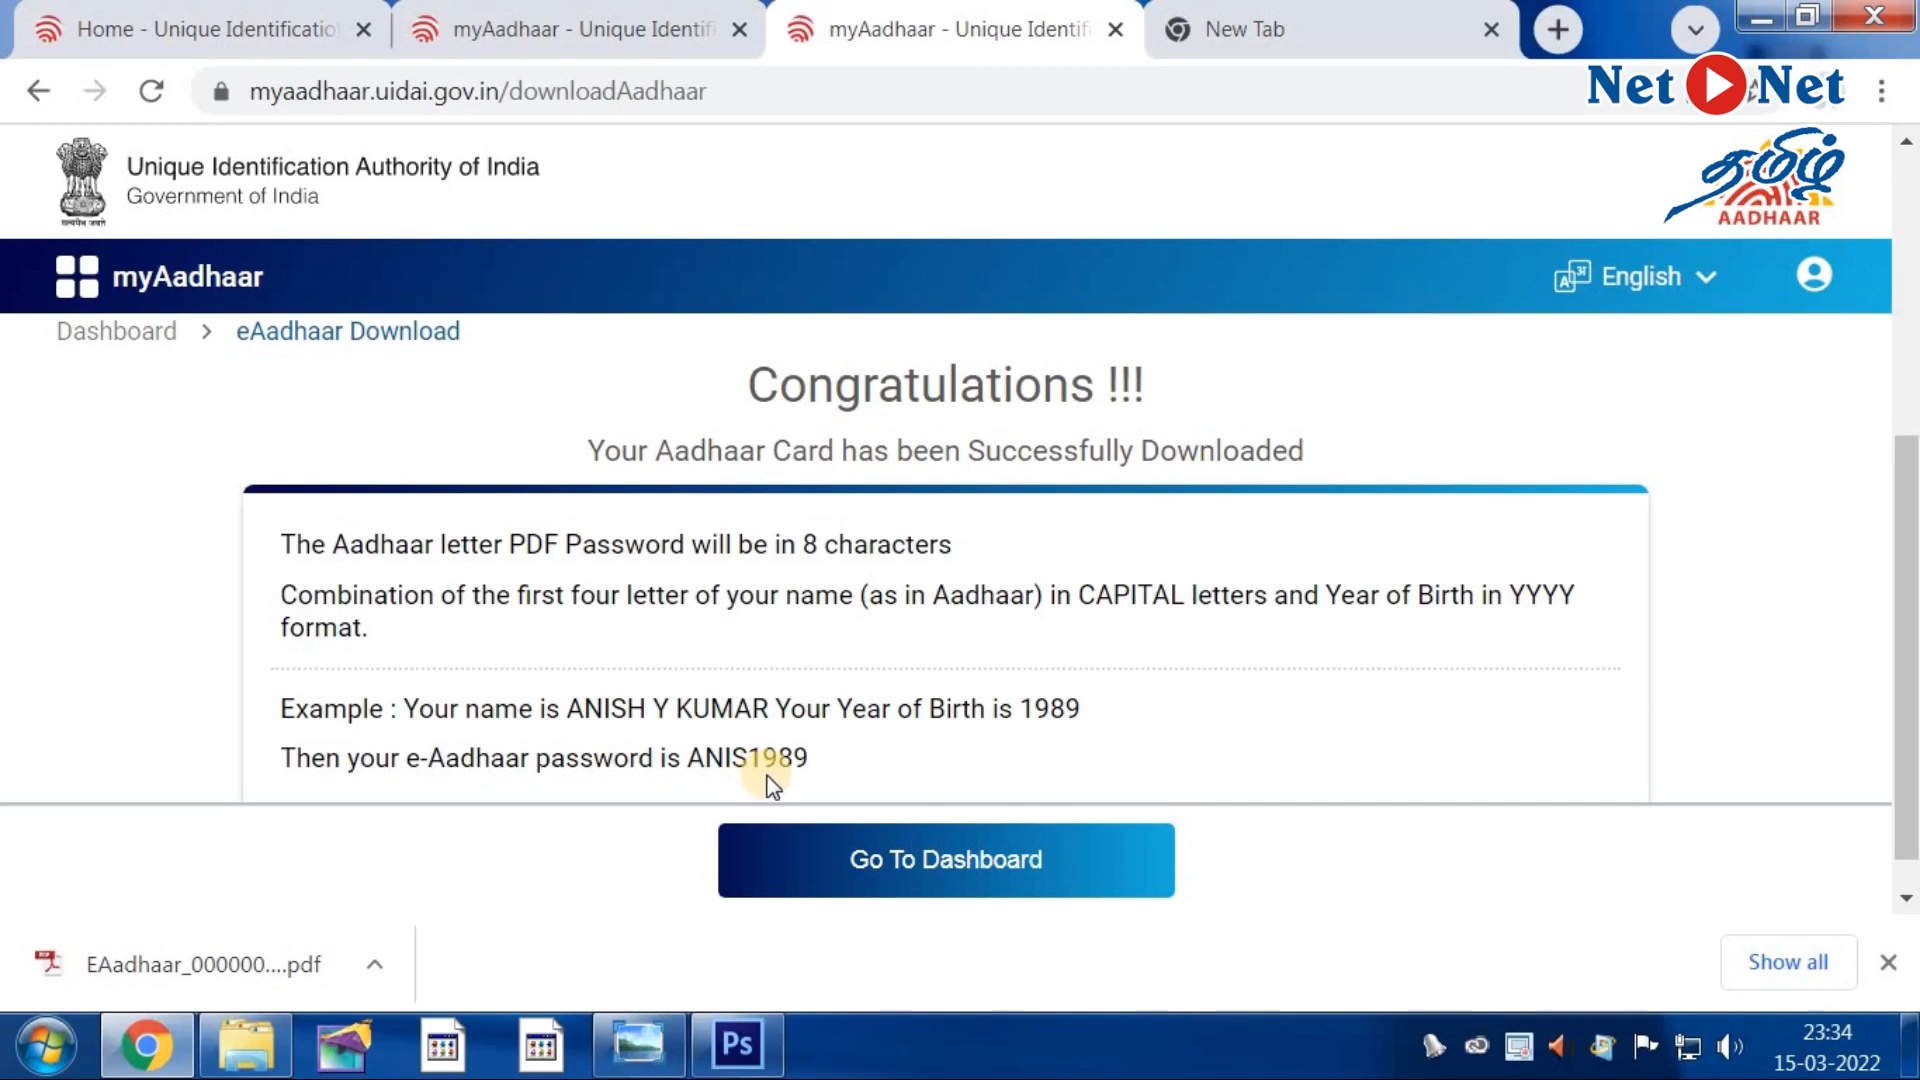 Home - Unique Identificatio
myAadhaar - Unique Identifi
myAadhaar - Unique Identifi
New Tab
myaadhaar.uidai.gov.in/downloadAadhaar
Net Net
தமிழ்
Unique Identification Authority of India
Government of India
सत्यमेव जयते
AADHAAR
myAadhaar
English
Dashboard > eAadhaar Download
Congratulations !!!
Your Aadhaar Card has been Successfully Downloaded
The Aadhaar letter PDF Password will be in 8 characters
Combination of the first four letter of your name (as in Aadhaar) in CAPITAL letters and Year of Birth in YYYY
format.
Example : Your name is ANISH Y KUMAR Your Year of Birth is 1989
Then your e-Aadhaar password is ANIS1989
Go To Dashboard
EAadhaar_000000....pdf
Show all
Ps
23:34
15-03-2022